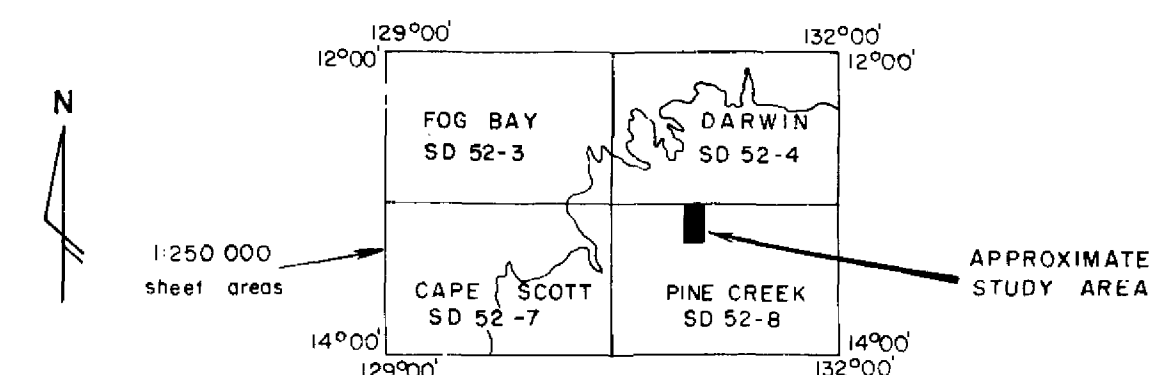 129°00' 132°00'
12°00' 12°00'
N
FOG BAY
SD 52-3
DARWIN
SD 52-4
1:250 000
sheet areas
CAPE SCOTT
SD 52-7
PINE CREEK
SD 52-8
APPROXIMATE
STUDY AREA
14°00' 14°00'
129°00' 132°00'